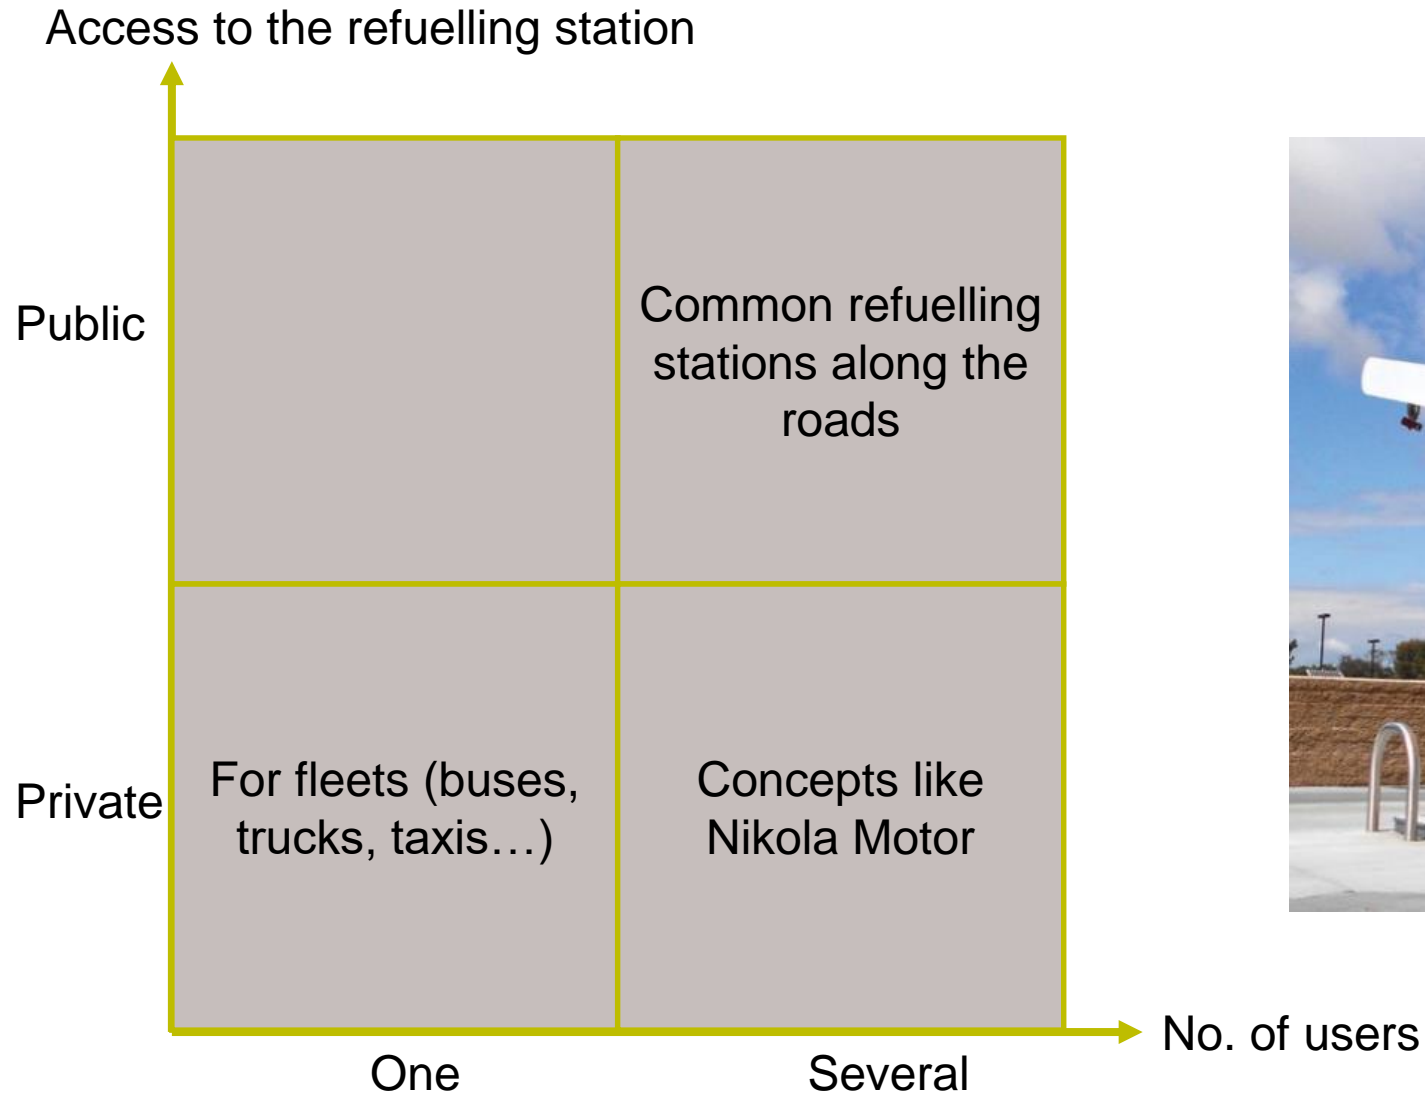 Access to the refuelling station
Public
Common refuelling
stations along the
roads
Private
For fleets (buses,
trucks, taxis…)
Concepts like
Nikola Motor
No. of users
One
Several